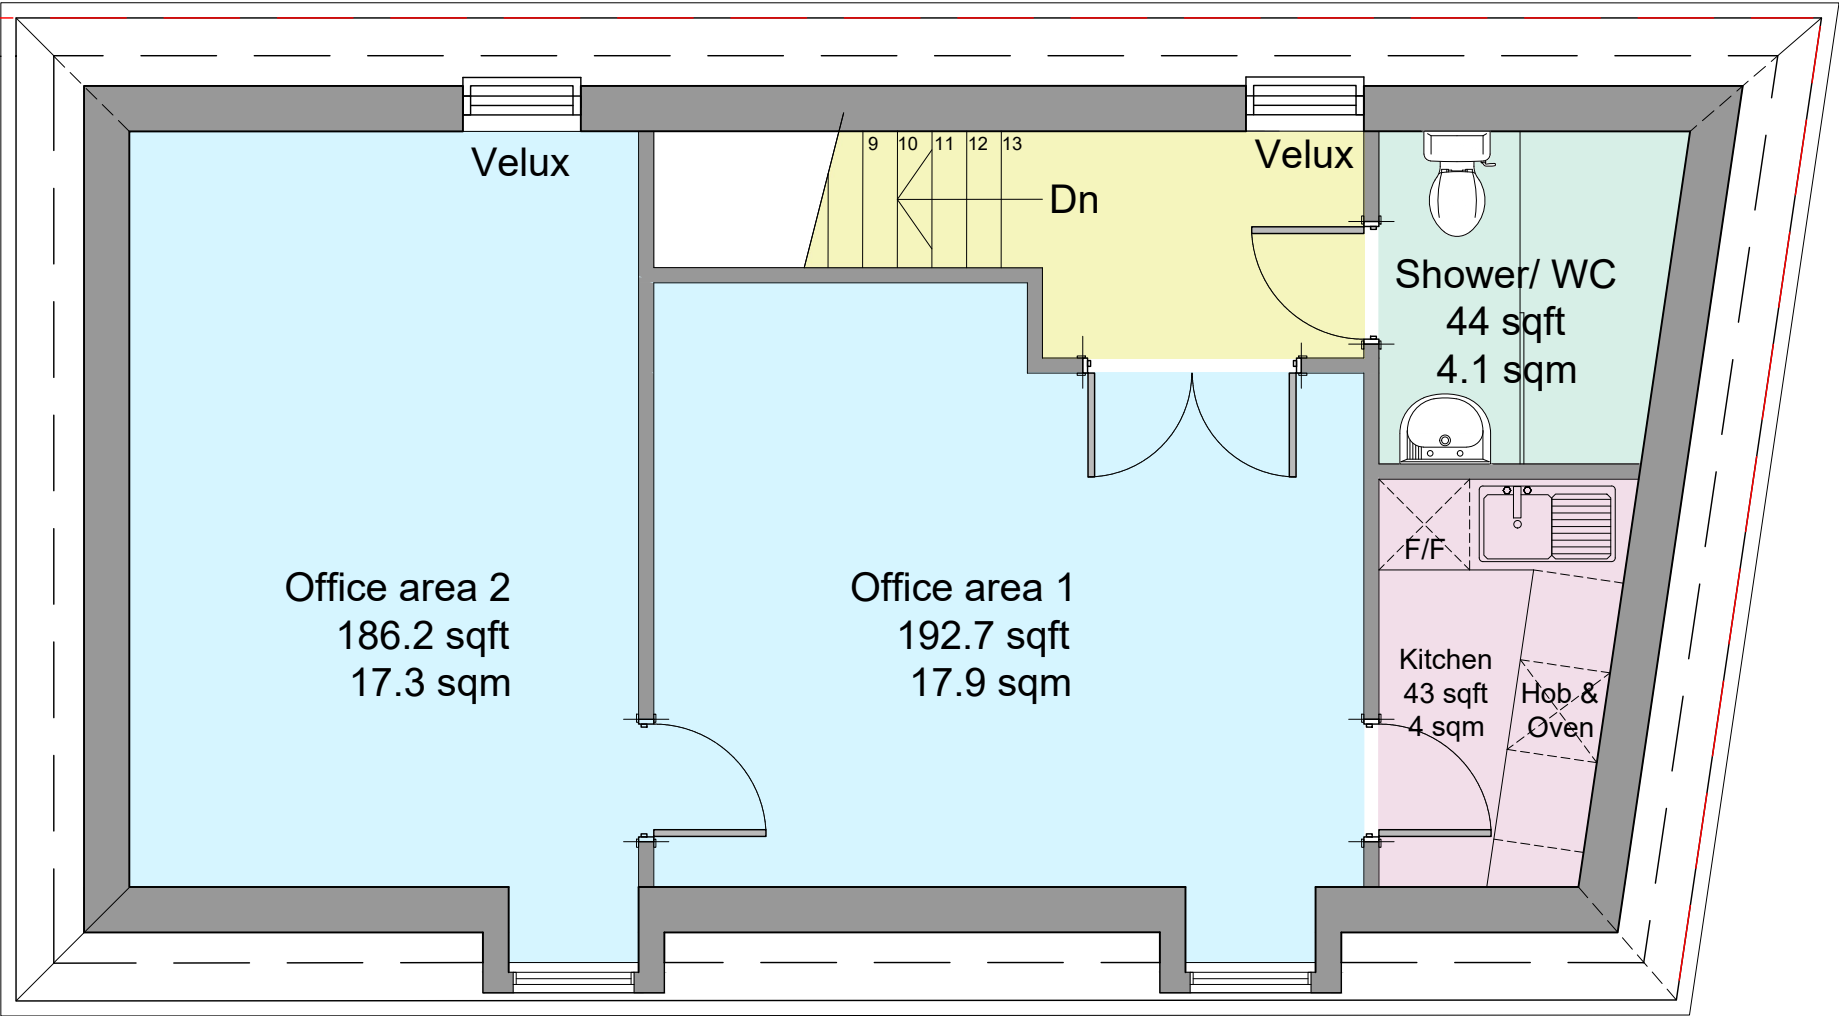 9 10 11 12 13
Velux
Velux
Dn
Shower/ WC
44 sqft
4.1 sqm
F/F
Office area 2
186.2 sqft
17.3 sqm
Office area 1
192.7 sqft
17.9 sqm
Kitchen
43 sqft
4 sqm
Hob &
Oven